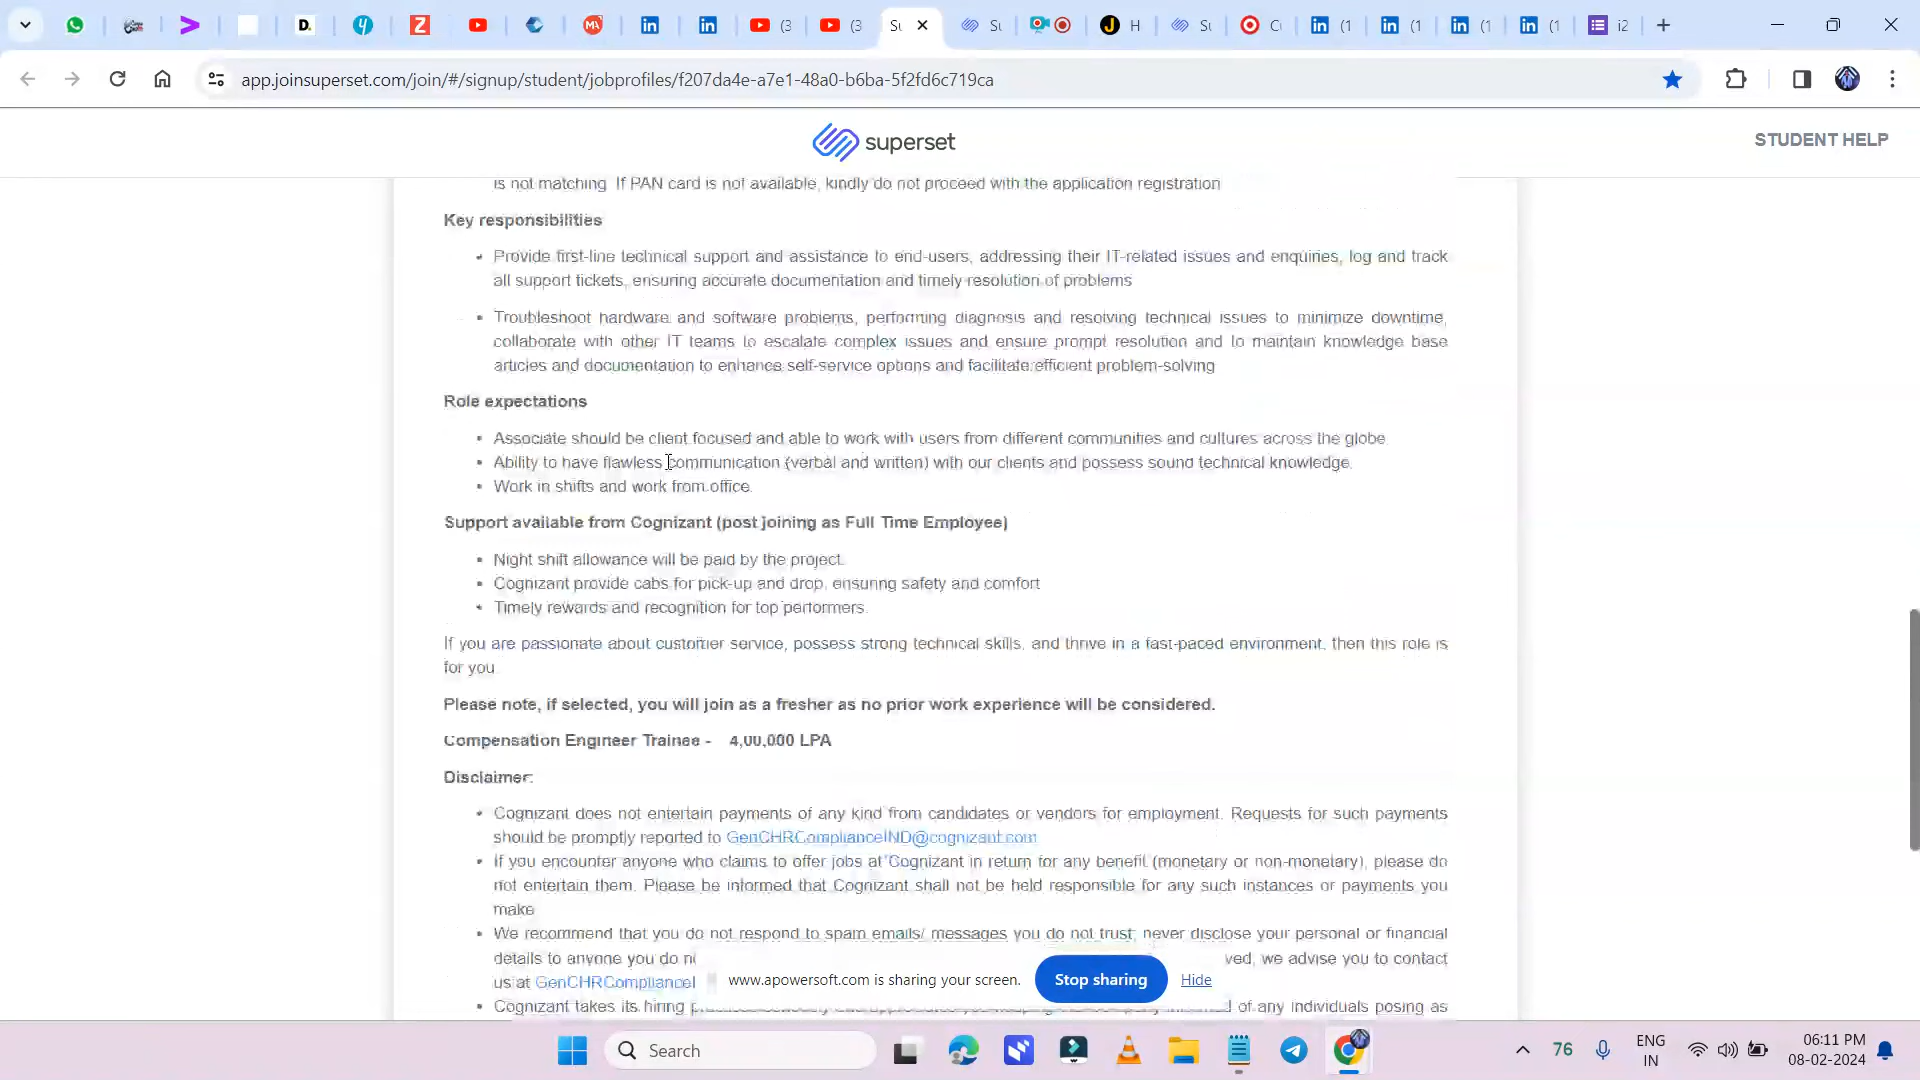 D.
(3
(3
Su
Su
H
Su
Ci
(1
(1
(1
(1
i2
app.joinsuperset.com/join/#/signup/student/jobprofiles/f207da4e-a7e1-48a0-b6ba-5f2fd6c719ca
superset
STUDENT HELP
is not matching. If PAN card is not available, kindly do not proceed with the application registration
Key responsibilities
Provide first-line technical support and assistance to end-users, addressing their IT-related issues and enquiries, log and track
all support tickets, ensuring accurate documentation and timely resolution of problems
Troubleshoot hardware and software problems, performing diagnosis and resolving technical issues to minimize downtime,
collaborate with other IT teams to escalate complex issues and ensure prompt resolution and to maintain knowledge base
articles and documentation to enhance self-service options and facilitate efficient problem-solving
Role expectations
Associate should be client focused and able to work with users from different communities and cultures across the globe
Ability to have flawless communication (verbal and written) with our clients and possess sound technical knowledge.
Work in shifts and work from office.
Support available from Cognizant (post joining as Full Time Employee)
Night shift allowance will be paid by the project.
Cognizant provide cabs for pick-up and drop, ensuring safety and comfort
Timely rewards and recognition for top performers.
If you are passionate about customer service, possess strong technical skills, and thrive in a fast-paced environment, then this role is
for you.
Please note, if selected, you will join as a fresher as no prior work experience will be considered.
Compensation Engineer Trainee - 4,00,000 LPA
Disclaimer:
Cognizant does not entertain payments of any kind from candidates or vendors for employment. Requests for such payments
should be promptly reported to GenCHRComplianceIND@cognizant.com
If you encounter anyone who claims to offer jobs at Cognizant in return for any benefit (monetary or non-monetary), please do
not entertain them. Please be informed that Cognizant shall not be held responsible for any such instances or payments you
make
We recommend that you do not respond to spam emails/ messages you do not trust; never disclose your personal or financial
details to anyone you do n ved, we advise you to contact
us at GenCHRCompliancel
www.apowersoft.com is sharing your screen. Stop sharing Hide
Cognizant takes its hiring of any individuals posing as
Search
76
ENG
IN
06:11 PM
08-02-2024